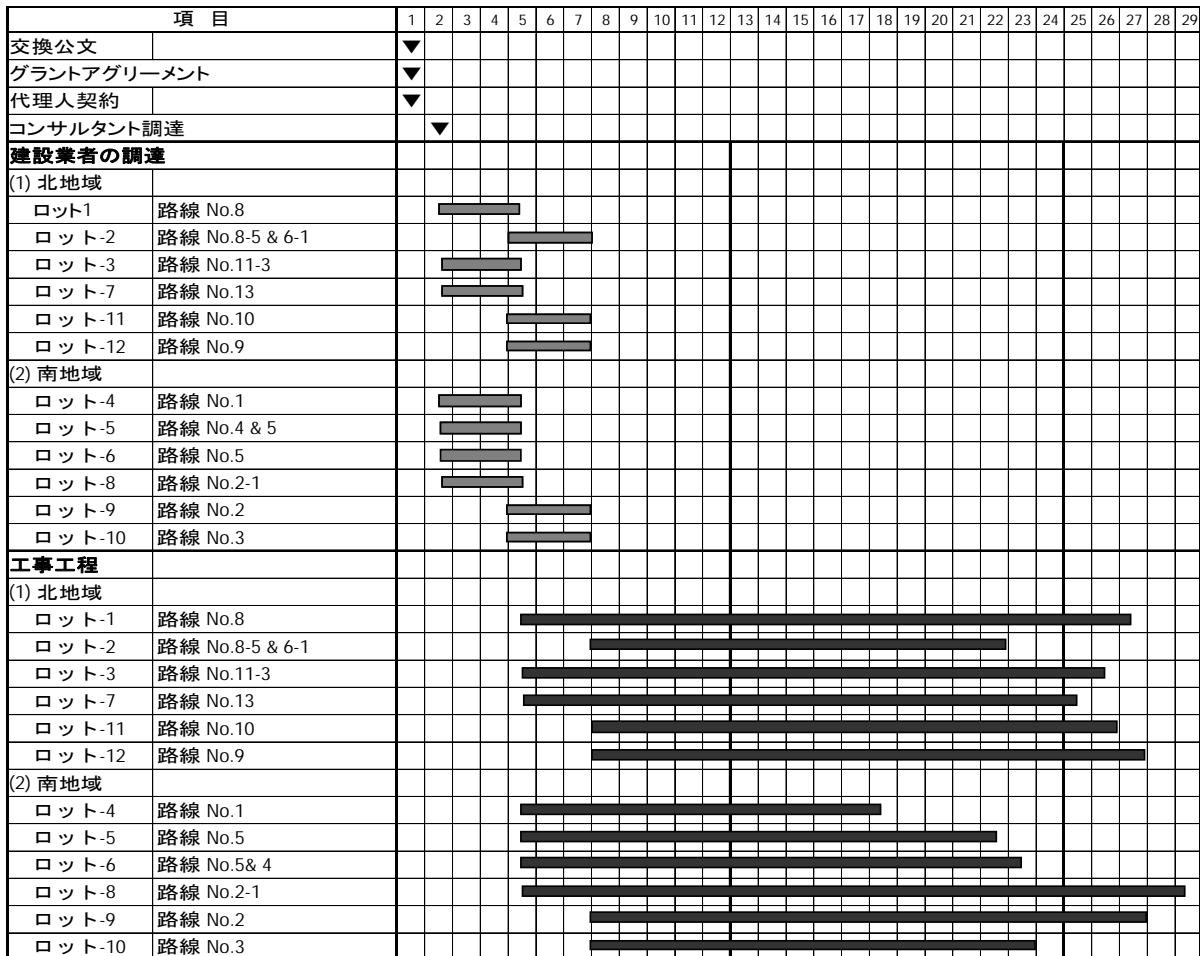 項 目 1 2 3 4 5 6 7 8 9 10 11 12 13 14 15 16 17 18 19 20 21 22 23 24 25 26 27 28 29
交換公文 ▼
グラントアグリーメント ▼
代理人契約 ▼
コンサルタント調達 ▼
建設業者の調達
(1) 北地域
ロット1 路線 No.8
ロット-2 路線 No.8-5 & 6-1
ロット-3 路線 No.11-3
ロット-7 路線 No.13
ロット-11 路線 No.10
ロット-12 路線 No.9
(2) 南地域
ロット-4 路線 No.1
ロット-5 路線 No.4 & 5
ロット-6 路線 No.5
ロット-8 路線 No.2-1
ロット-9 路線 No.2
ロット-10 路線 No.3
工事工程
(1) 北地域
ロット-1 路線 No.8
ロット-2 路線 No.8-5 & 6-1
ロット-3 路線 No.11-3
ロット-7 路線 No.13
ロット-11 路線 No.10
ロット-12 路線 No.9
(2) 南地域
ロット-4 路線 No.1
ロット-5 路線 No.5
ロット-6 路線 No.5& 4
ロット-8 路線 No.2-1
ロット-9 路線 No.2
ロット-10 路線 No.3